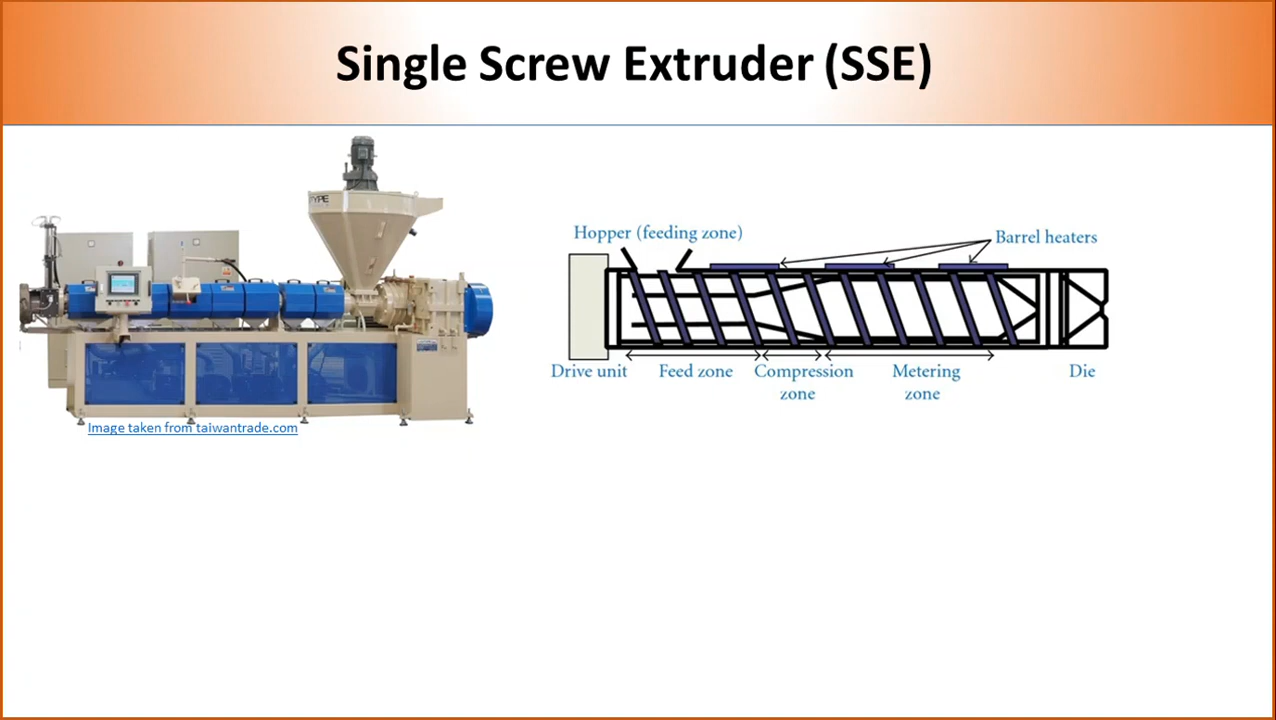 Single Screw Extruder (SSE)
TYPE
Image taken from taiwantrade.com
Hopper (feeding zone)
Barrel heaters
Drive unit
Feed zone
Compression
zone
Metering
zone
Die